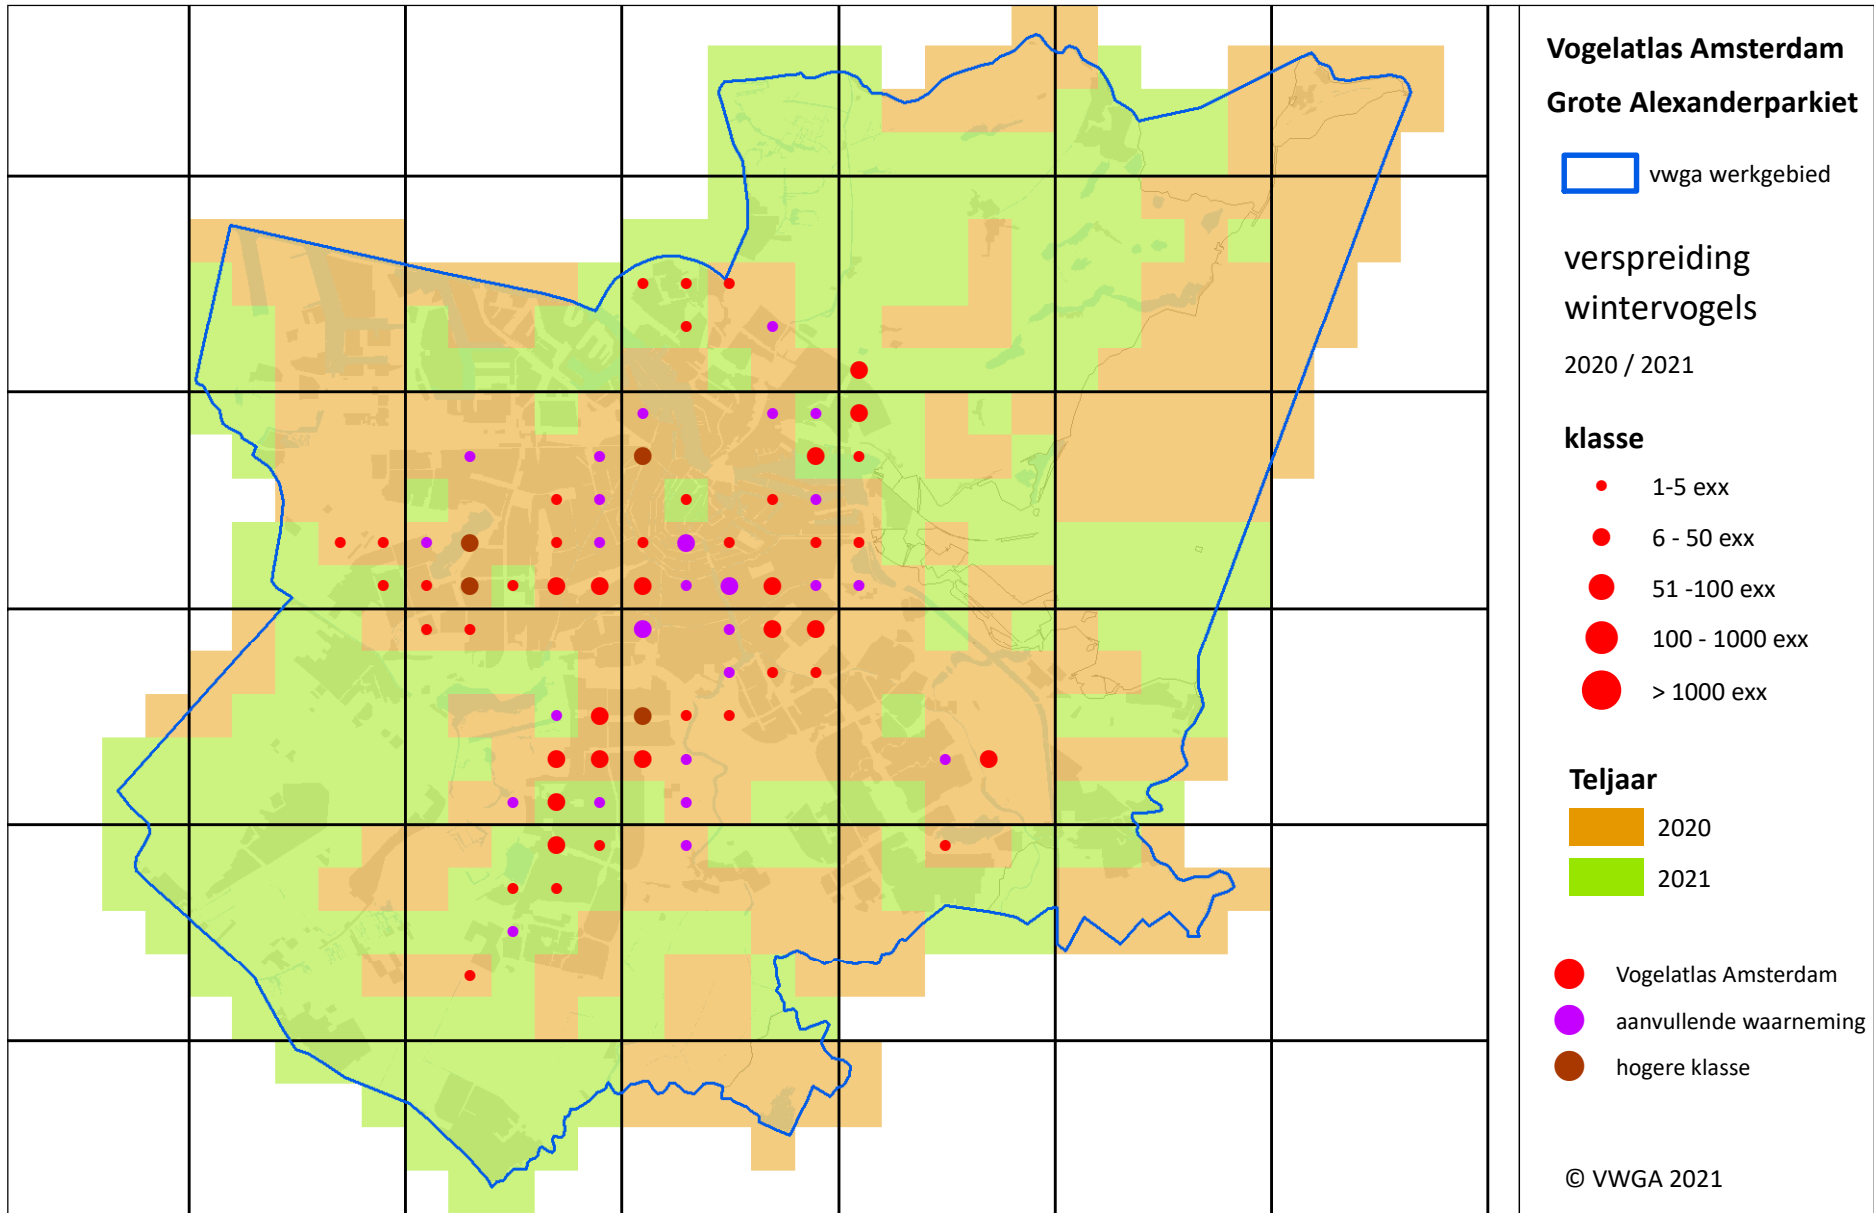 Vogelatlas Amsterdam
Grote Alexanderparkiet
vwga werkgebied
verspreiding
wintervogels
2020 / 2021
klasse
1-5 exx
6 - 50 exx
51 -100 exx
100 - 1000 exx
> 1000 exx
Teljaar
2020
2021
Vogelatlas Amsterdam
aanvullende waarneming
hogere klasse
© VWGA 2021